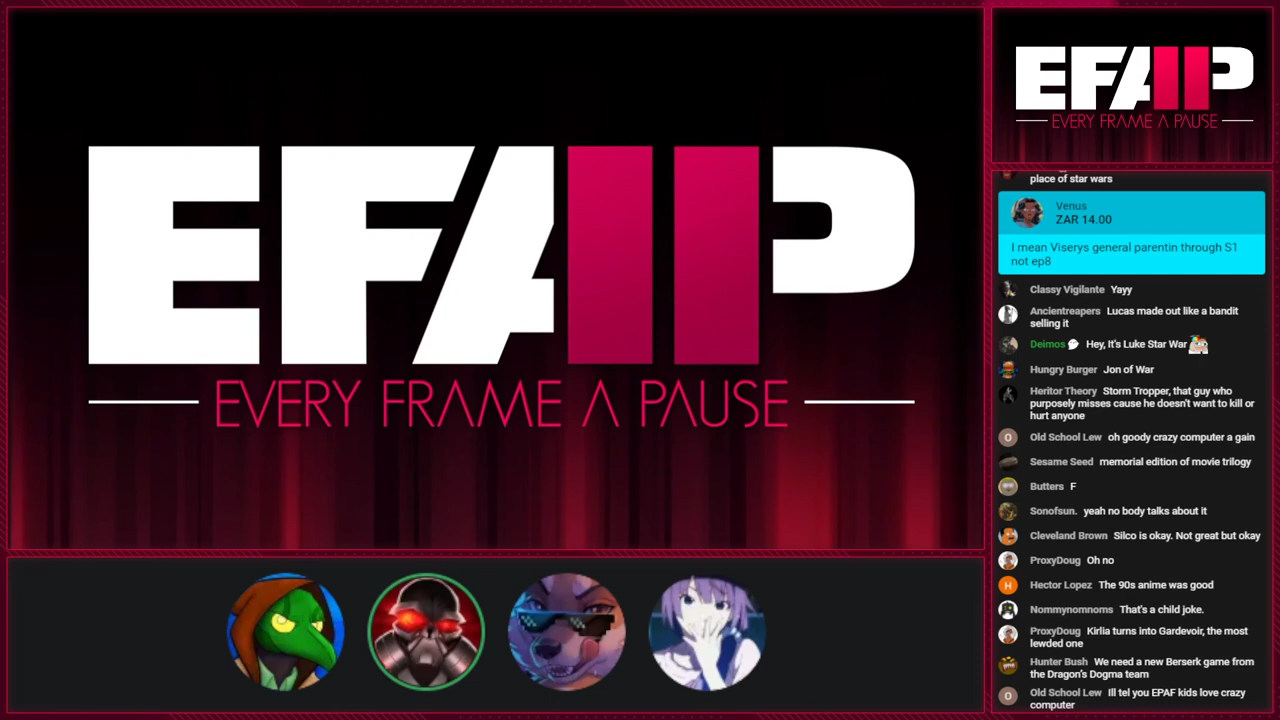 EFAP
EVERY FRAME A PAUSE
EFAP
EVERY FRAME A PAUSE
place of star wars
Venus
ZAR 14.00
I mean Viserys general parentin through S1
not ep8
Classy Vigilante Yayy
Ancientreapers Lucas made out like a bandit
selling it
Deimos Hey, It's Luke Star War
Hungry Burger Jon of War
Heritor Theory Storm Tropper, that guy who
purposely misses cause he doesn't want to kill or
hurt anyone
O Old School Lew oh goody crazy computer a gain
Sesame Seed memorial edition of movie trilogy
Butters F
Sonofsun. yeah no body talks about it
Cleveland Brown Silco is okay. Not great but okay
ProxyDoug Oh no
H Hector Lopez The 90s anime was good
Nommynomnoms That's a child joke.
ProxyDoug Kirlia turns into Gardevoir, the most
lewded one
Hunter Bush We need a new Berserk game from
the Dragon's Dogma team
O Old School Lew Ill tel you EPAF kids love crazy
computer